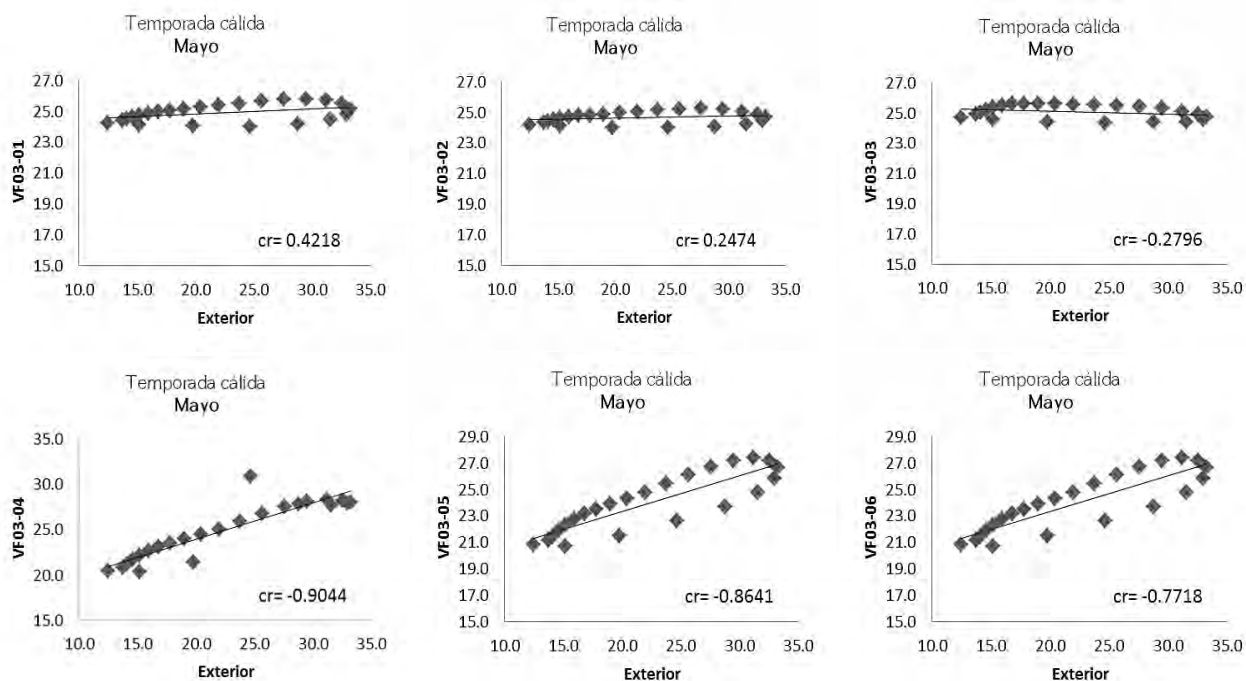 Temporada cálida
Mayo
27.0
25.0
23.0
21.0
19.0
17.0
15.0
VF03-01
cr= 0.4218
10.0 15.0 20.0 25.0 30.0 35.0
Exterior
Temporada cálida
Mayo
27.0
25.0
23.0
21.0
19.0
17.0
15.0
VF03-02
cr= 0.2474
10.0 15.0 20.0 25.0 30.0 35.0
Exterior
Temporada cálida
Mayo
27.0
25.0
23.0
21.0
19.0
17.0
15.0
VF03-03
cr= -0.2796
10.0 15.0 20.0 25.0 30.0 35.0
Exterior
Temporada cálida
Mayo
35.0
30.0
25.0
20.0
15.0
VF03-04
cr= -0.9044
10.0 15.0 20.0 25.0 30.0 35.0
Exterior
Temporada cálida
Mayo
29.0
27.0
25.0
23.0
21.0
19.0
17.0
15.0
VF03-05
cr= -0.8641
10.0 15.0 20.0 25.0 30.0 35.0
Exterior
Temporada cálida
Mayo
29.0
27.0
25.0
23.0
21.0
19.0
17.0
15.0
VF03-06
cr= -0.7718
10.0 15.0 20.0 25.0 30.0 35.0
Exterior